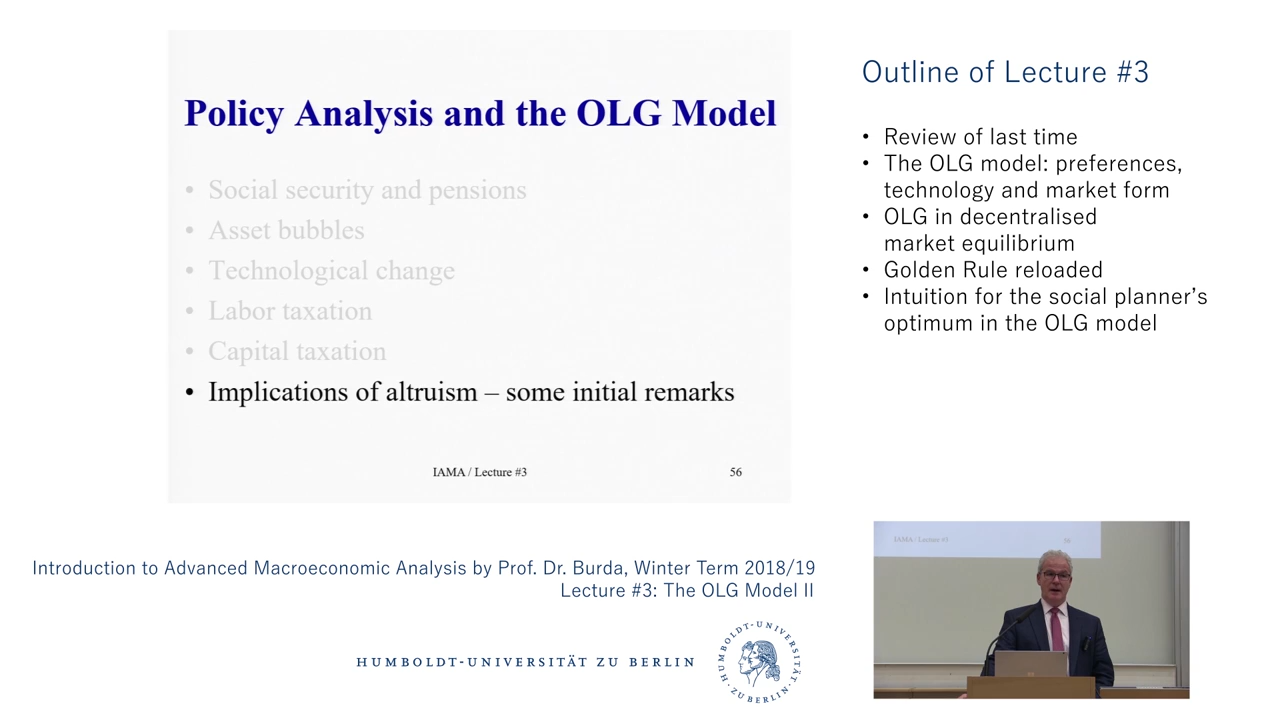 Policy Analysis and the OLG Model
• Social security and pensions
• Asset bubbles
• Technological change
• Labor taxation
• Capital taxation
• Implications of altruism – some initial remarks
IAMA / Lecture #3
56
Outline of Lecture #3
• Review of last time
• The OLG model: preferences,
technology and market form
• OLG in decentralised
market equilibrium
• Golden Rule reloaded
• Intuition for the social planner’s
optimum in the OLG model
Introduction to Advanced Macroeconomic Analysis by Prof. Dr. Burda, Winter Term 2018/19
Lecture #3: The OLG Model II
HUMBOLDT-UNIVERSITÄT ZU BERLIN
HUMBOLDT-UNIVERSITÄT · ZU BERLIN ·
IAMA / Lecture #3
56